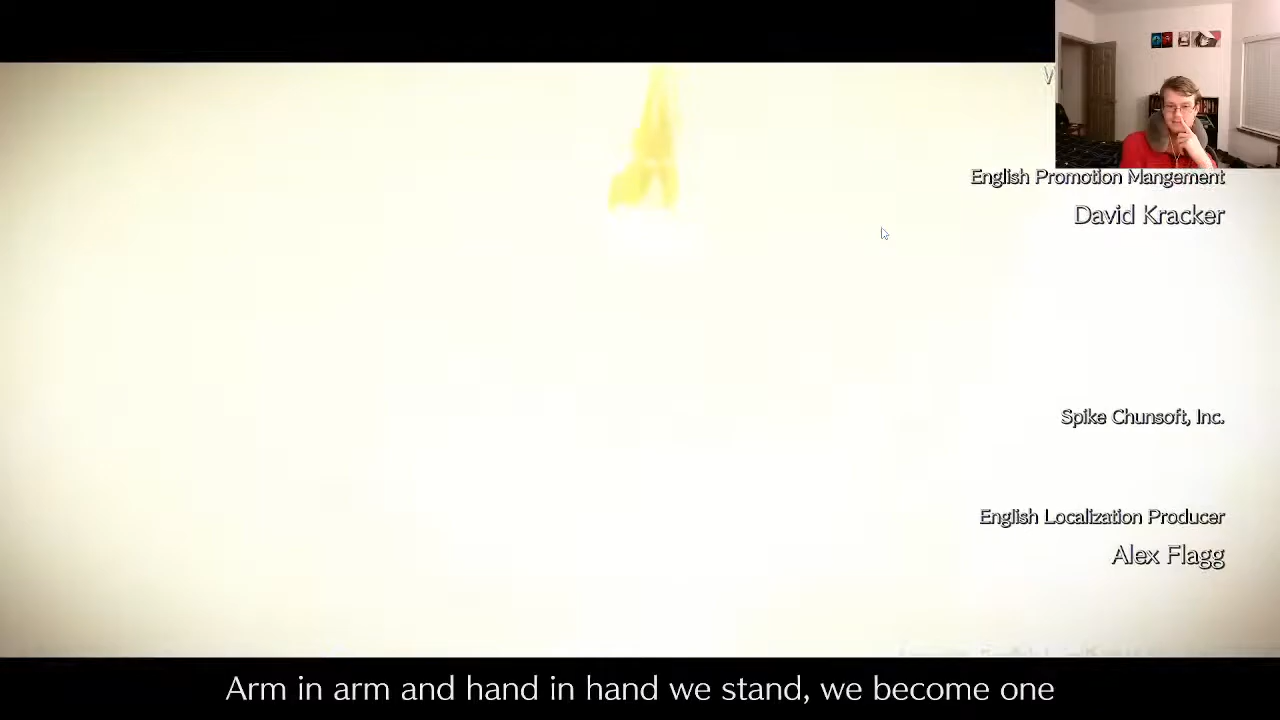 English Promotion Mangement
David Kracker
Spike Chunsoft, Inc.
English Localization Producer
Alex Flagg
Arm in arm and hand in hand we stand, we become one